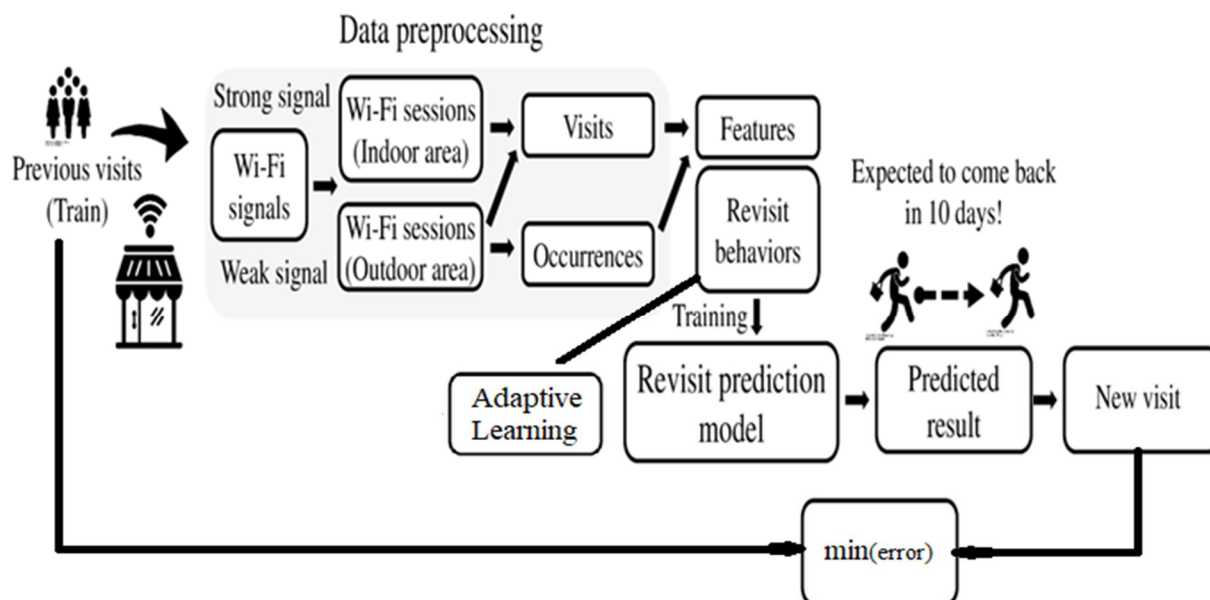 Data preprocessing
Previous visits
(Train)
Strong signal
Wi-Fi
signals
Weak signal
Wi-Fi sessions
(Indoor area)
Wi-Fi sessions
(Outdoor area)
Visits
Occurrences
Features
Revisit
behaviors
Expected to come back
in 10 days!
Training
Adaptive
Learning
Revisit prediction
model
Predicted
result
New visit
min(error)